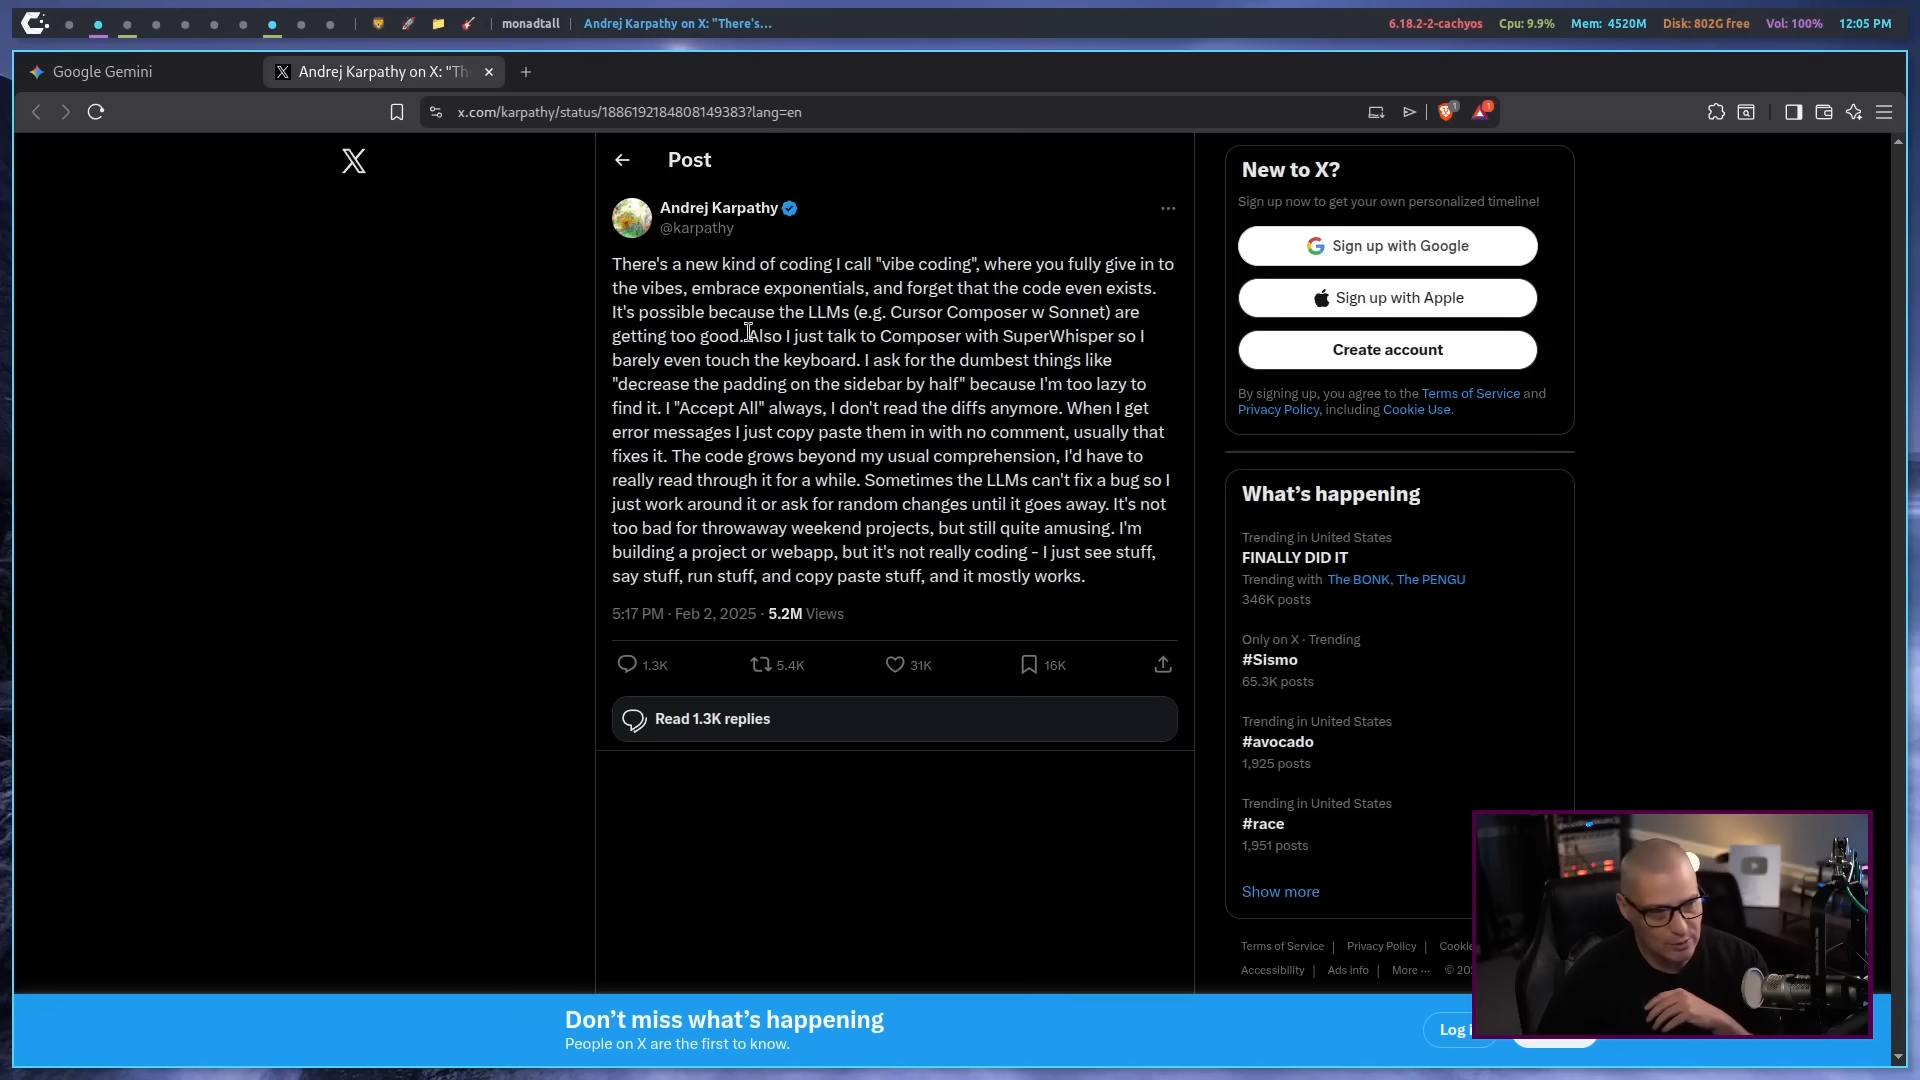 monadtall
Andrej Karpathy on X: "There's...
6.18.2-2-cachyos
Cpu: 9.9%
Mem: 4520M
Disk: 802G free
Vol: 100%
12:05 PM
Google Gemini
Andrej Karpathy on X: "Th
x.com/karpathy/status/1886192184808149383?lang=en
1
1
Post
Andrej Karpathy
@karpathy
There's a new kind of coding I call "vibe coding", where you fully give in to
the vibes, embrace exponentials, and forget that the code even exists.
It's possible because the LLMs (e.g. Cursor Composer w Sonnet) are
getting too good. Also I just talk to Composer with SuperWhisper so I
barely even touch the keyboard. I ask for the dumbest things like
"decrease the padding on the sidebar by half" because I'm too lazy to
find it. I "Accept All" always, I don't read the diffs anymore. When I get
error messages I just copy paste them in with no comment, usually that
fixes it. The code grows beyond my usual comprehension, I'd have to
really read through it for a while. Sometimes the LLMs can't fix a bug so I
just work around it or ask for random changes until it goes away. It's not
too bad for throwaway weekend projects, but still quite amusing. I'm
building a project or webapp, but it's not really coding - I just see stuff,
say stuff, run stuff, and copy paste stuff, and it mostly works.
5:17 PM · Feb 2, 2025 · 5.2M Views
1.3K
5.4K
31K
16K
Read 1.3K replies
New to X?
Sign up now to get your own personalized timeline!
Sign up with Google
Sign up with Apple
Create account
By signing up, you agree to the Terms of Service and
Privacy Policy, including Cookie Use.
What's happening
Trending in United States
FINALLY DID IT
Trending with The BONK, The PENGU
346K posts
Only on X · Trending
#Sismo
65.3K posts
Trending in United States
#avocado
1,925 posts
Trending in United States
#race
1,951 posts
Show more
Terms of Service | Privacy Policy | Cookie
Accessibility | Ads info | More ... © 202
Don't miss what's happening
People on X are the first to know.
Log i